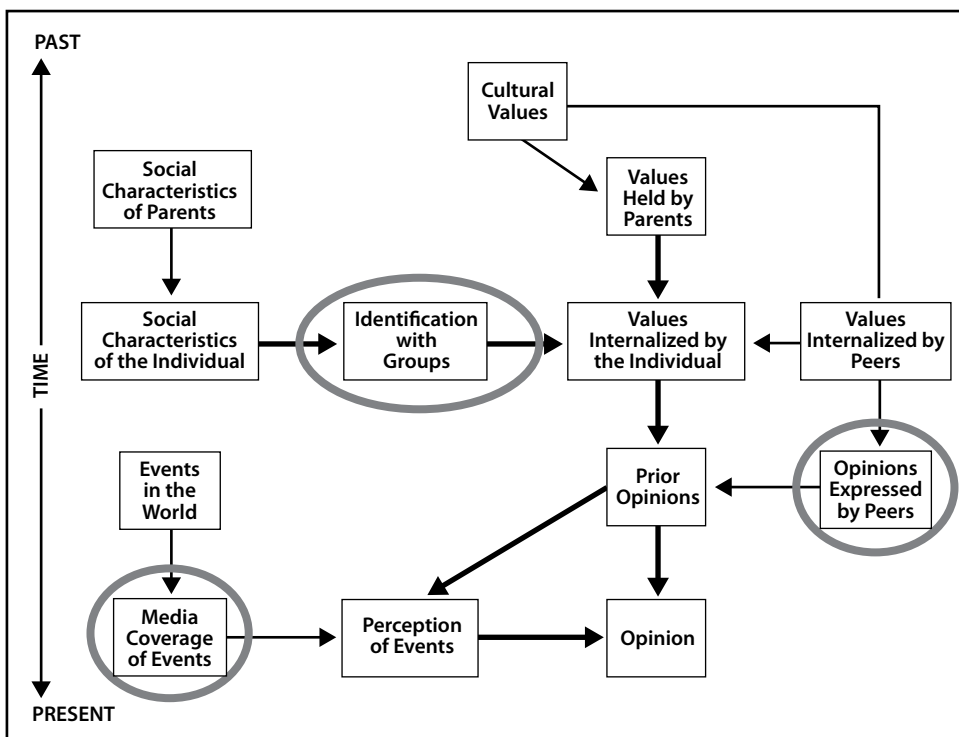 PAST
Cultural
Values
Social
Characteristics
of Parents
Values
Held by
Parents
Social
Characteristics
of the Individual
Identification
with
Groups
Values
Internalized by
the Individual
Values
Internalized by
Peers
TIME
Events
in the
World
Prior
Opinions
Opinions
Expressed
by Peers
Media
Coverage
of Events
Perception
of Events
Opinion
PRESENT